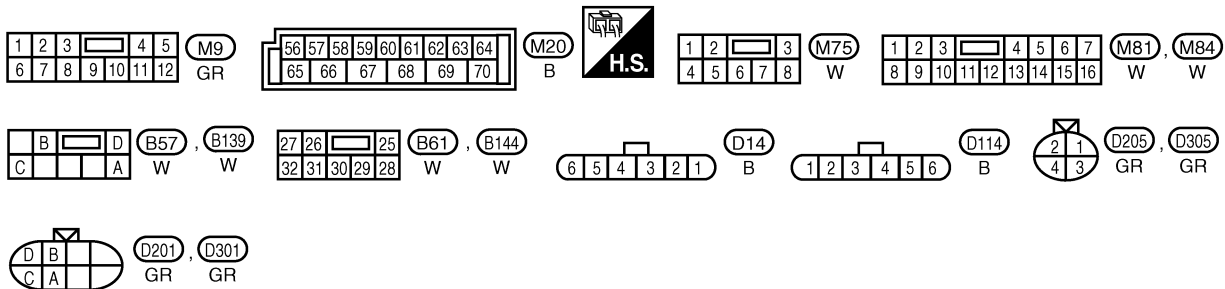 1 2 3 4 5
6 7 8 9 10 11 12
M9
GR
56 57 58 59 60 61 62 63 64
65 66 67 68 69 70
M20
B
H.S.
1 2 3
4 5 6 7 8
M75
W
1 2 3 4 5 6 7
8 9 10 11 12 13 14 15 16
M81 , M84
W W
B D
C A
B57 , B139
W W
27 26 25
32 31 30 29 28
B61 , B144
W W
6 5 4 3 2 1
D14
B
1 2 3 4 5 6
D114
B
2 1
4 3
D205 , D305
GR GR
D B
C A
D201 , D301
GR GR